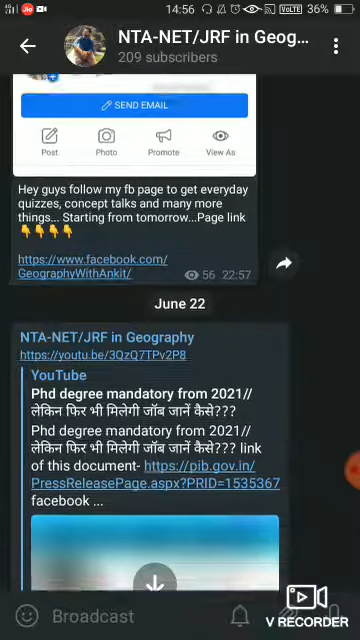 14:56
VoLTE
36%
NTA-NET/JRF in Geog...
209 subscribers
SEND EMAIL
Post
Photo
Promote
View As
Hey guys follow my fb page to get everyday
quizzes, concept talks and many more
things... Starting from tomorrow...Page link
👇👇👇👇
https://www.facebook.com/
GeographyWithAnkit/
56 22:57
June 22
NTA-NET/JRF in Geography
https://youtu.be/3QzQ7TPv2P8
YouTube
Phd degree mandatory from 2021//
लेकिन फिर भी मिलेगी जॉब जानें कैसे???
Phd degree mandatory from 2021//
लेकिन फिर भी मिलेगी जॉब जानें कैसे??? link
of this document- https://pib.gov.in/
PressReleasePage.aspx?PRID=1535367
facebook ...
Broadcast
V RECORDER